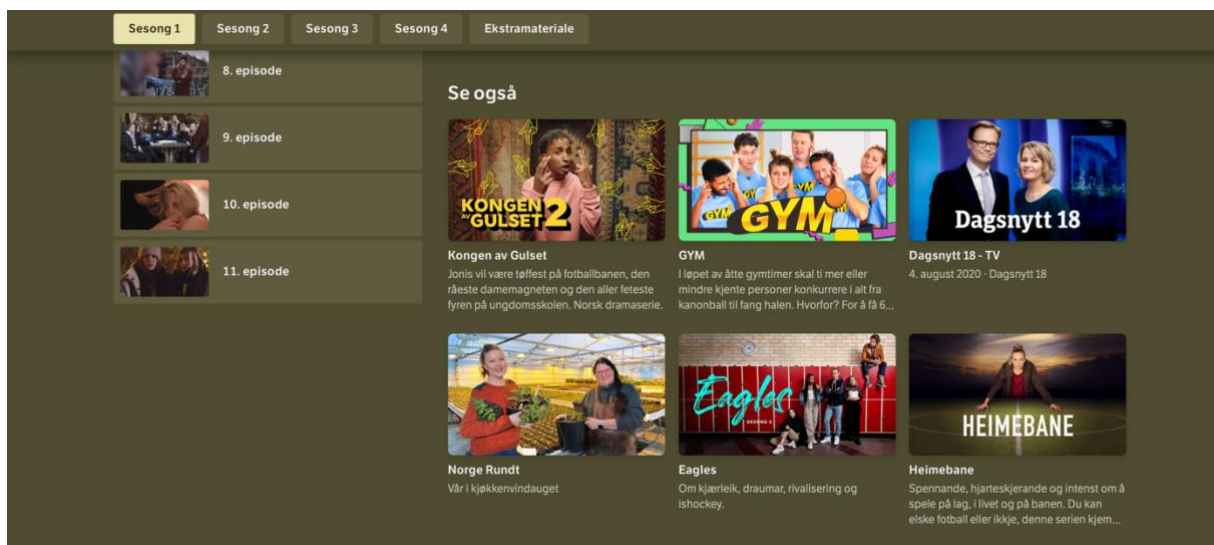 Sesong 1
Sesong 2
Sesong 3
Sesong 4
Ekstramateriale
8. episode
9. episode
10. episode
11. episode
Se også
KONGEN
AV GULSET 2
GYM
Dagsnytt 18
Kongen av Gulset
Jonis vil være tøffest på fotballbanen, den
råeste damemagneten og den aller feteste
fyren på ungdomsskolen. Norsk dramaserie.
GYM
I løpet av åtte gymtimer skal ti mer eller
mindre kjente personer konkurrere i alt fra
kanonball til fang halen. Hvorfor? For å få 6...
Dagsnytt 18 - TV
4. august 2020 · Dagsnytt 18
Eagles
SESONG 2
HEIMEBANE
Norge Rundt
Vår i kjøkkenvindauget
Eagles
Om kjærleik, draumar, rivalisering og
ishockey.
Heimebane
Spennande, hjarteskjerande og intenst om å
spele på lag, i livet og på banen. Du kan
elske fotball eller ikkje, denne serien kjem...